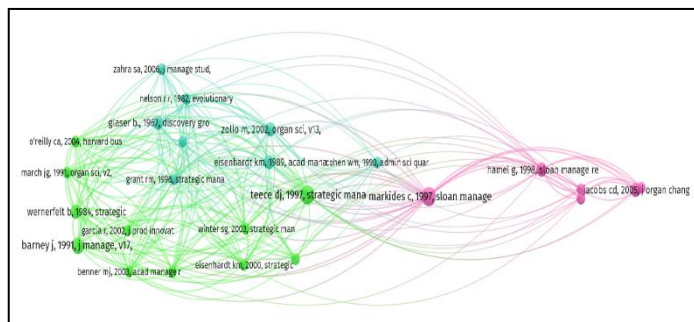 zahra sa, 2006, j manage stud,
nelson rr, 1982, evolutionary
glaser b., 1967, discovery gro
zollo m, 2002, organ sci, v13,
o'reilly ca, 2004, harvard bus
eisenhardt km, 1989, acad mana
cohen wm, 1990, admin sci quar
march jg, 1991, organ sci, v2,
grant rm, 1996, strategic mana
hamel g, 1998, sloan manage re
teece dj, 1997, strategic mana
markides c, 1997, sloan manage
jacobs cd, 2005, j organ chang
wernerfelt b, 1984, strategic
garcia r, 2002, j prod innovat
winter sg, 2003, strategic man
barney j, 1991, j manage, v17,
benner mj, 2003, acad manage r
eisenhardt km, 2000, strategic